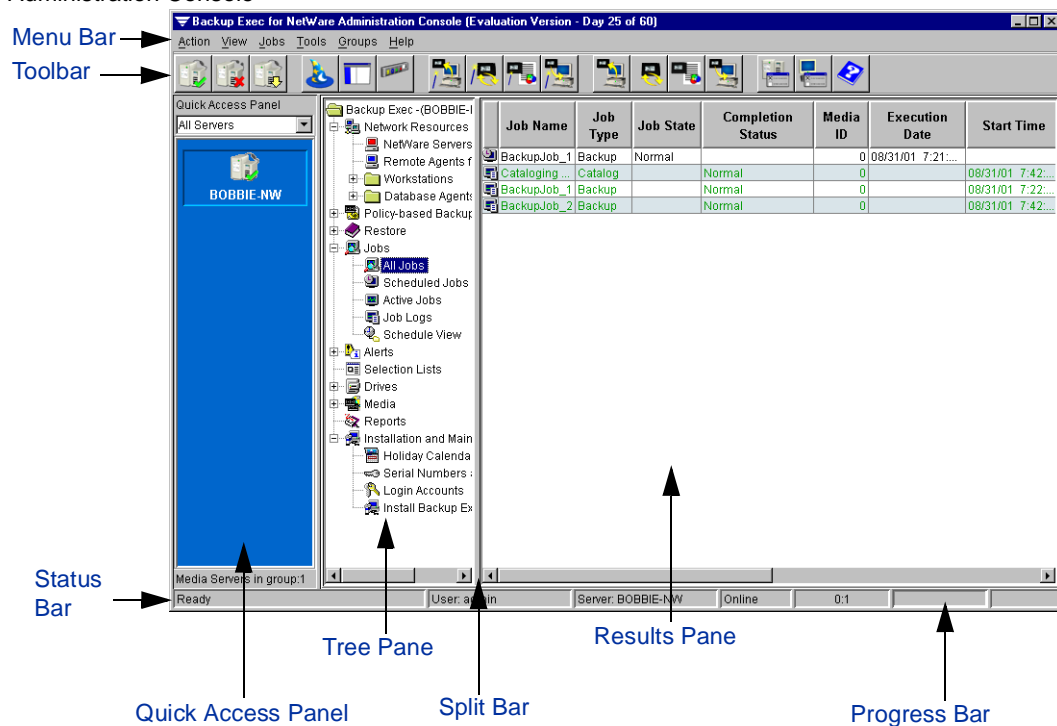 Administration Console
Backup Exec for NetWare Administration Console (Evaluation Version - Day 25 of 60)
Menu Bar
Action View Jobs Tools Groups Help
Toolbar
Quick Access Panel
All Servers
BOBBIE-NW
Media Servers in group:1
Backup Exec -(BOBBIE-
Network Resources
NetWare Servers
Remote Agents f
Workstations
Database Agents
Policy-based Backup
Restore
Jobs
All Jobs
Scheduled Jobs
Active Jobs
Job Logs
Schedule View
Alerts
Selection Lists
Drives
Media
Reports
Installation and Main
Holiday Calenda
Serial Numbers
Login Accounts
Install Backup Ex
Job Name Job Type Job State Completion Status Media ID Execution Date Start Time
BackupJob_1 Backup Normal 0 08/31/01 7:21:...
Cataloging ... Catalog Normal 0 08/31/01 7:42:...
BackupJob_1 Backup Normal 0 08/31/01 7:22:...
BackupJob_2 Backup Normal 0 08/31/01 7:42:...
Status Bar
Ready User: admin Server: BOBBIE-NW Online 0:1
Tree Pane
Results Pane
Quick Access Panel
Split Bar
Progress Bar